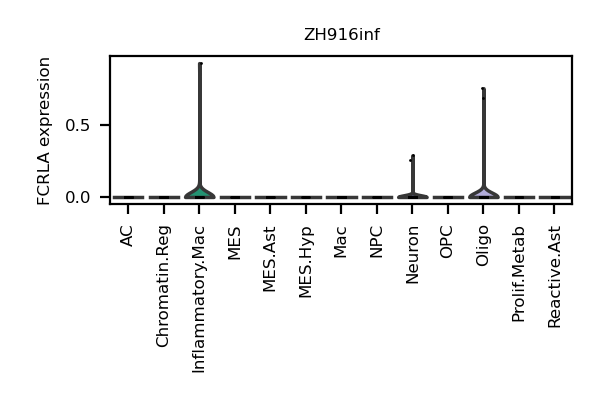 ZH916inf
FCRLA expression
0.5
0.0
AC
Chromatin.Reg
Inflammatory.Mac
MES
MES.Ast
MES.Hyp
Mac
NPC
Neuron
OPC
Oligo
Prolif.Metab
Reactive.Ast